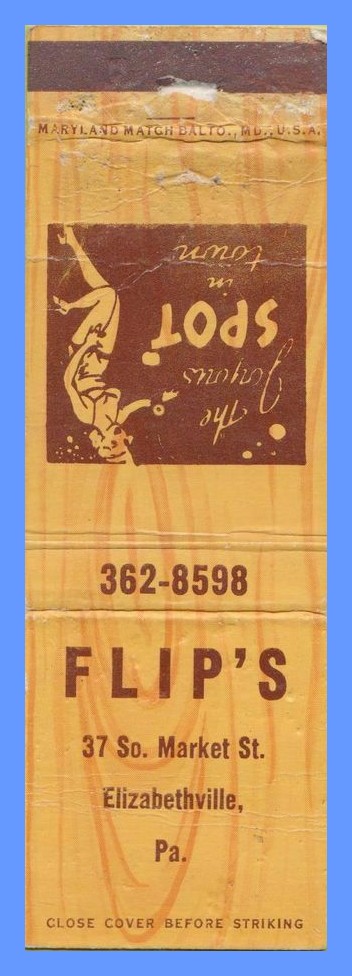 MARYLAND MATCH BALTO., MD., U.S.A.
The
Joyous
SPOT
in
town
362-8598
FLIP'S
37 So. Market St.
Elizabethville,
Pa.
CLOSE COVER BEFORE STRIKING